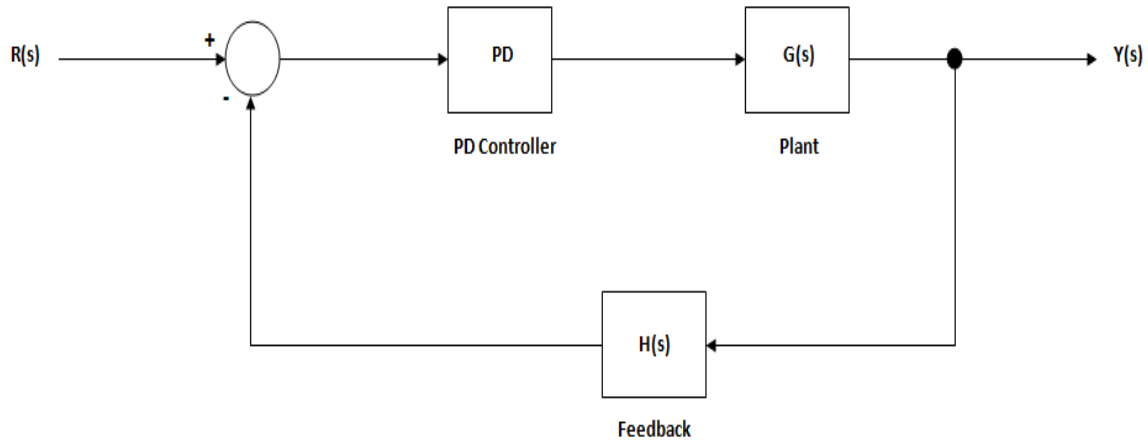 R(s)
+
-
PD
PD Controller
G(s)
Plant
Y(s)
H(s)
Feedback